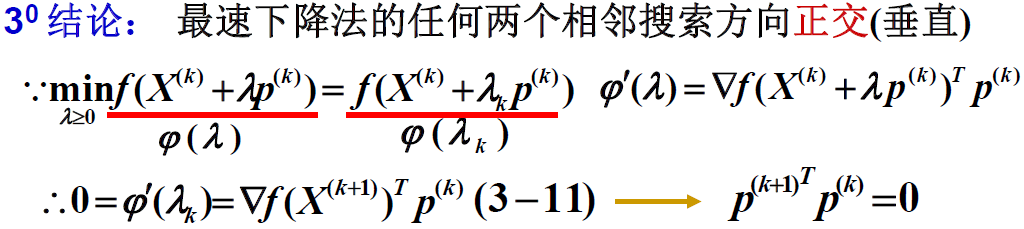 3⁰ 结论： 最速下降法的任何两个相邻搜索方向正交(垂直)
∵ min_{λ≥0} f(X^{(k)}+λp^{(k)}) = f(X^{(k)}+λ_k p^{(k)}) φ′(λ)=∇f(X^{(k)}+λp^{(k)})^T p^{(k)}
φ(λ) φ(λ_k)
∴0=φ′(λ_k)=∇f(X^{(k+1)})^T p^{(k)} (3−11) → p^{(k+1)^T} p^{(k)}=0